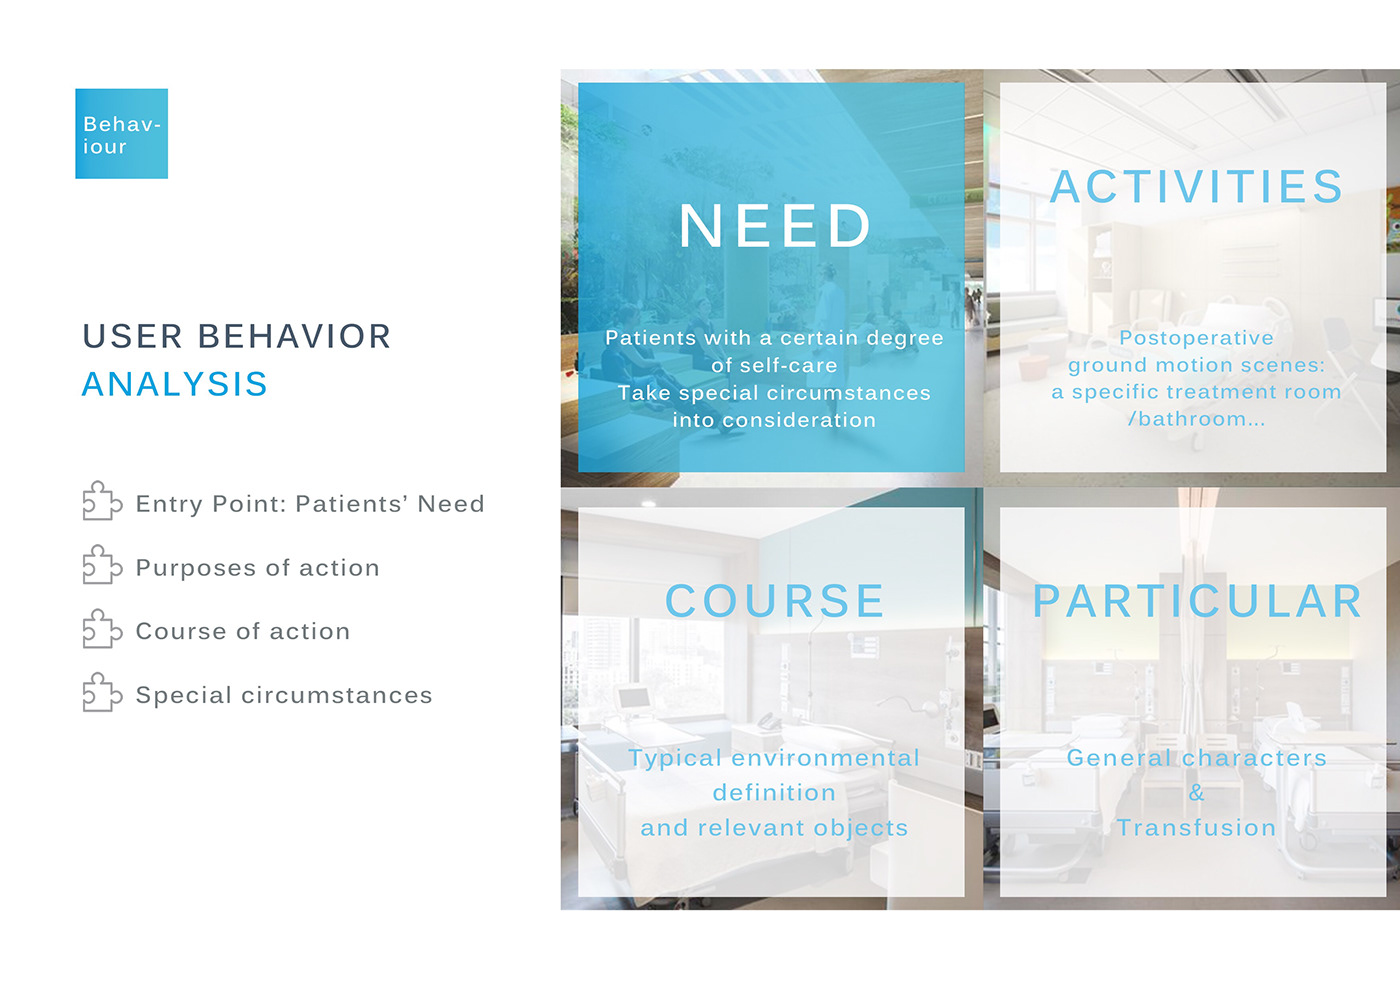 Behav-
iour
USER BEHAVIOR
ANALYSIS
Entry Point: Patients’ Need
Purposes of action
Course of action
Special circumstances
NEED
Patients with a certain degree
of self-care
Take special circumstances
into consideration
ACTIVITIES
Postoperative
ground motion scenes:
a specific treatment room
/bathroom...
COURSE
Typical environmental
definition
and relevant objects
PARTICULAR
General characters
&
Transfusion